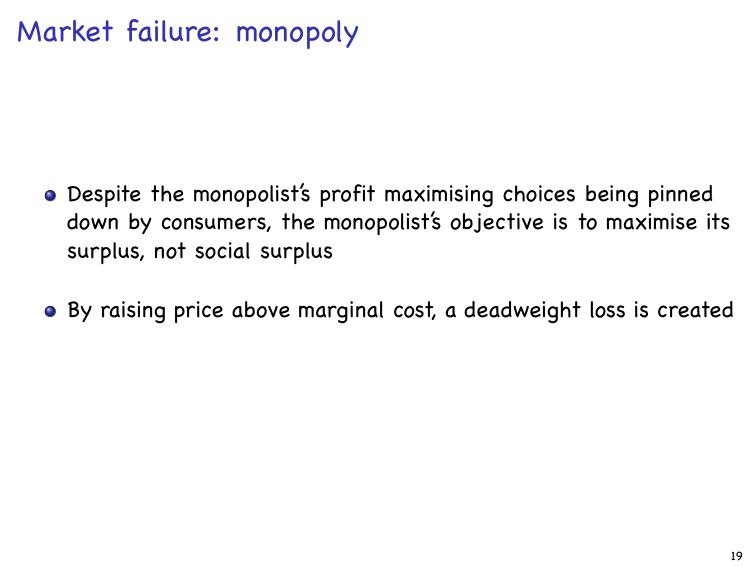 Market failure: monopoly
Despite the monopolist's profit maximising choices being pinned
down by consumers, the monopolist's objective is to maximise its
surplus, not social surplus
By raising price above marginal cost, a deadweight loss is created
19